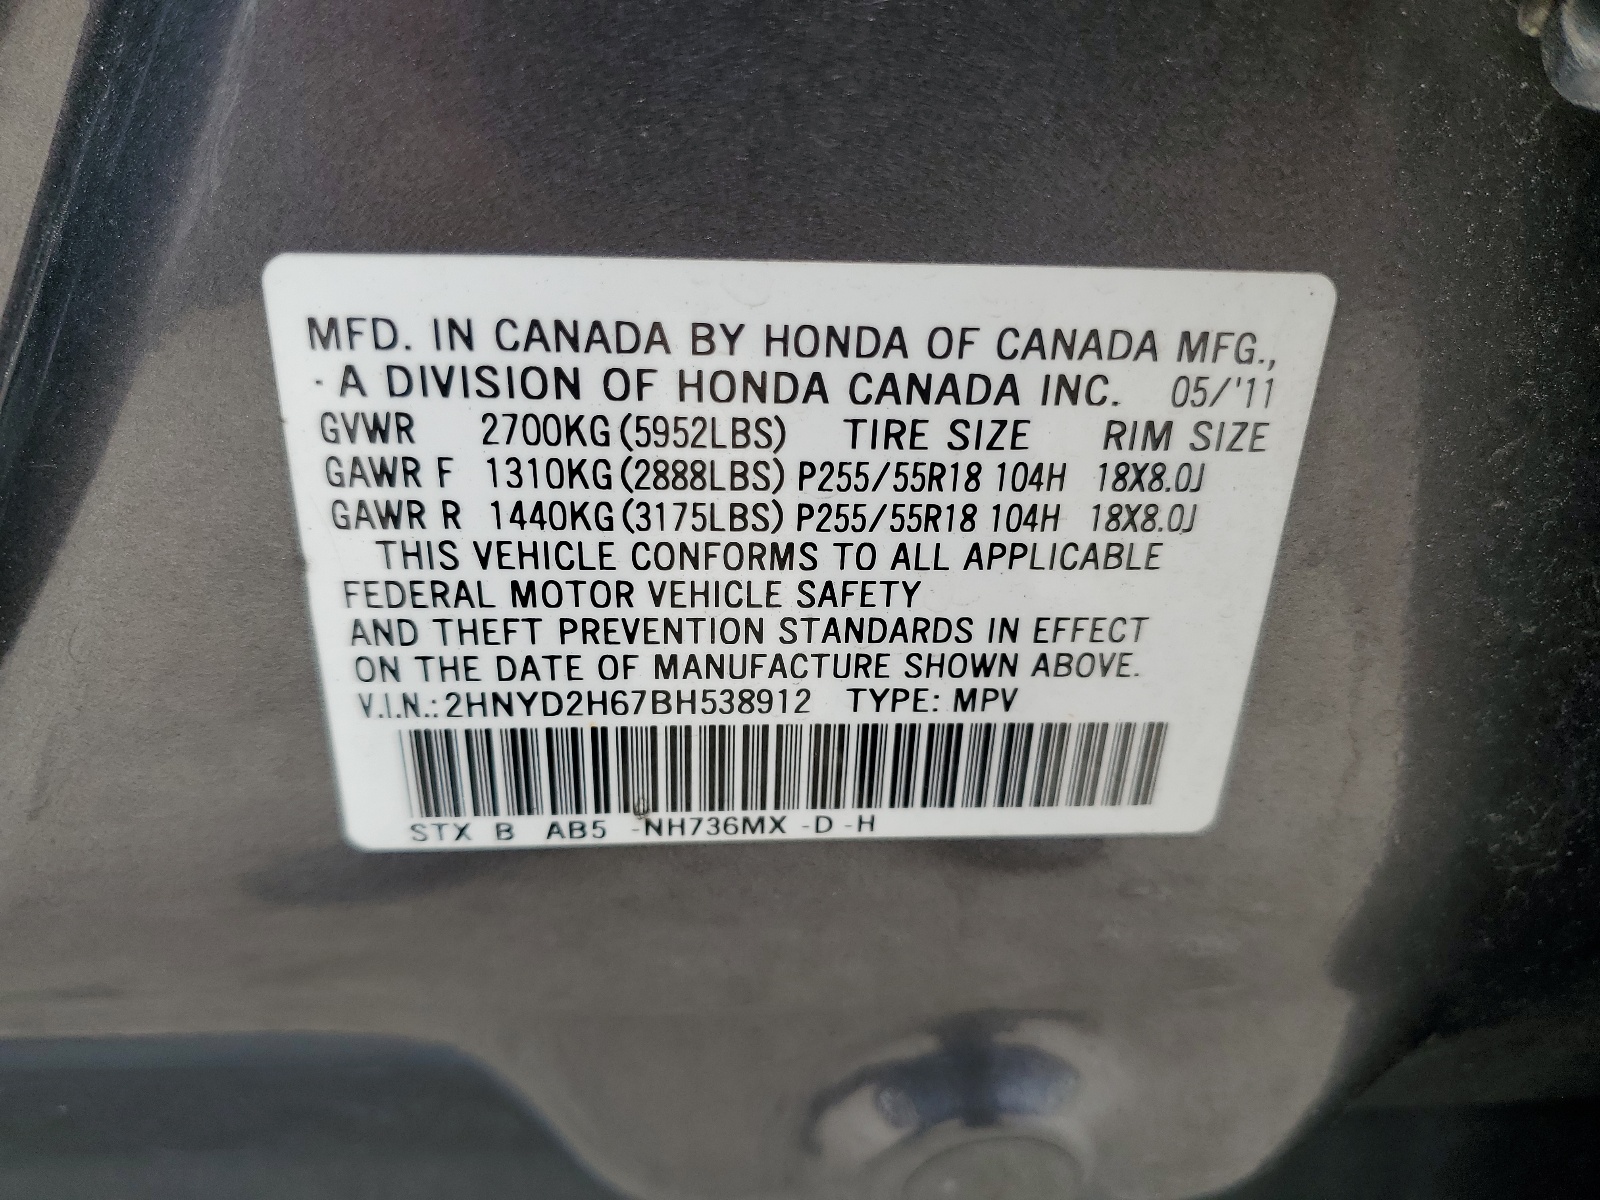 MFD. IN CANADA BY HONDA OF CANADA MFG.,
- A DIVISION OF HONDA CANADA INC. 05/'11
GVWR 2700KG(5952LBS) TIRE SIZE RIM SIZE
GAWR F 1310KG(2888LBS) P255/55R18 104H 18X8.0J
GAWR R 1440KG(3175LBS) P255/55R18 104H 18X8.0J
THIS VEHICLE CONFORMS TO ALL APPLICABLE
FEDERAL MOTOR VEHICLE SAFETY
AND THEFT PREVENTION STANDARDS IN EFFECT
ON THE DATE OF MANUFACTURE SHOWN ABOVE.
V.I.N.: 2HNYD2H67BH538912 TYPE: MPV
STX B AB5 -NH736MX -D -H